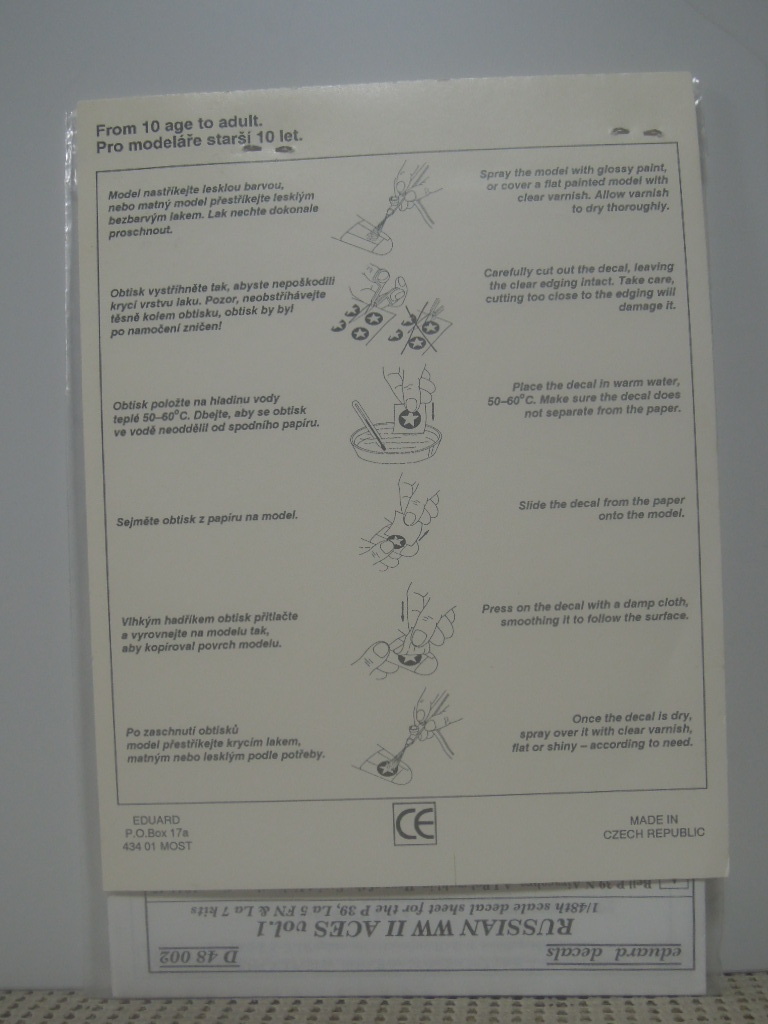 From 10 age to adult.
Pro modeláře starší 10 let.
Model nastříkejte lesklou barvou,
nebo matný model přestříkejte lesklým
bezbarvým lakem. Lak nechte dokonale
proschnout.
Spray the model with glossy paint,
or cover a flat painted model with
clear varnish. Allow varnish
to dry thoroughly.
Obtisk vystřihněte tak, abyste nepoškodili
krycí vrstvu laku. Pozor, neobstřihávejte
těsně kolem obtisku, obtisk by byl
po namočení zničen!
Carefully cut out the decal, leaving
the clear edging intact. Take care,
cutting too close to the edging will
damage it.
Obtisk položte na hladinu vody
teplé 50–60°C. Dbejte, aby se obtisk
ve vodě neoddělil od spodního papíru.
Place the decal in warm water,
50–60°C. Make sure the decal does
not separate from the paper.
Sejměte obtisk z papíru na model.
Slide the decal from the paper
onto the model.
Vlhkým hadříkem obtisk přitlačte
a vyrovnejte na modelu tak,
aby kopíroval povrch modelu.
Press on the decal with a damp cloth,
smoothing it to follow the surface.
Po zaschnutí obtisků
model přestříkejte krycím lakem,
matným nebo lesklým podle potřeby.
Once the decal is dry,
spray over it with clear varnish,
flat or shiny – according to need.
EDUARD
P.O.Box 17a
434 01 MOST
CE
MADE IN
CZECH REPUBLIC
eduard decals
D 48 002
RUSSIAN WW II ACES vol.1
1/48th scale decal sheet for the P 39, La 5 FN & La 7 kits